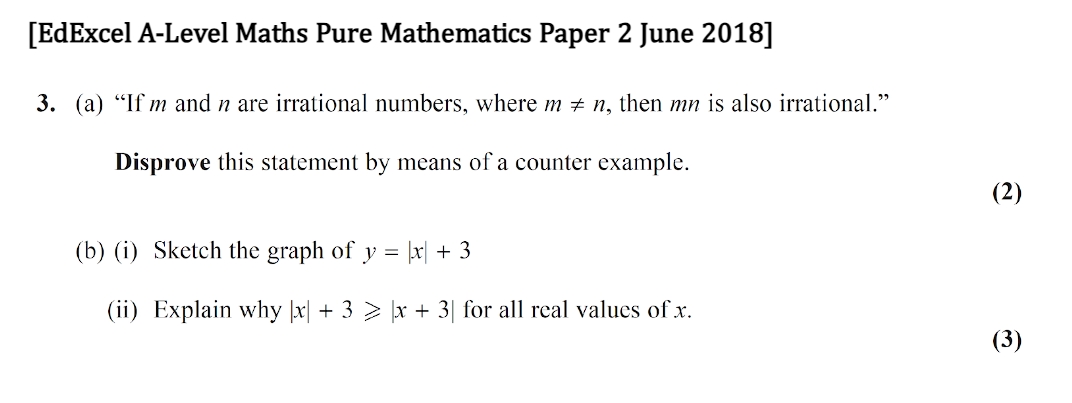 [EdExcel A-Level Maths Pure Mathematics Paper 2 June 2018]
3. (a) “If m and n are irrational numbers, where m ≠ n, then mn is also irrational.”
Disprove this statement by means of a counter example.
(2)
(b) (i) Sketch the graph of y = |x| + 3
(ii) Explain why |x| + 3 ⩾ |x + 3| for all real values of x.
(3)